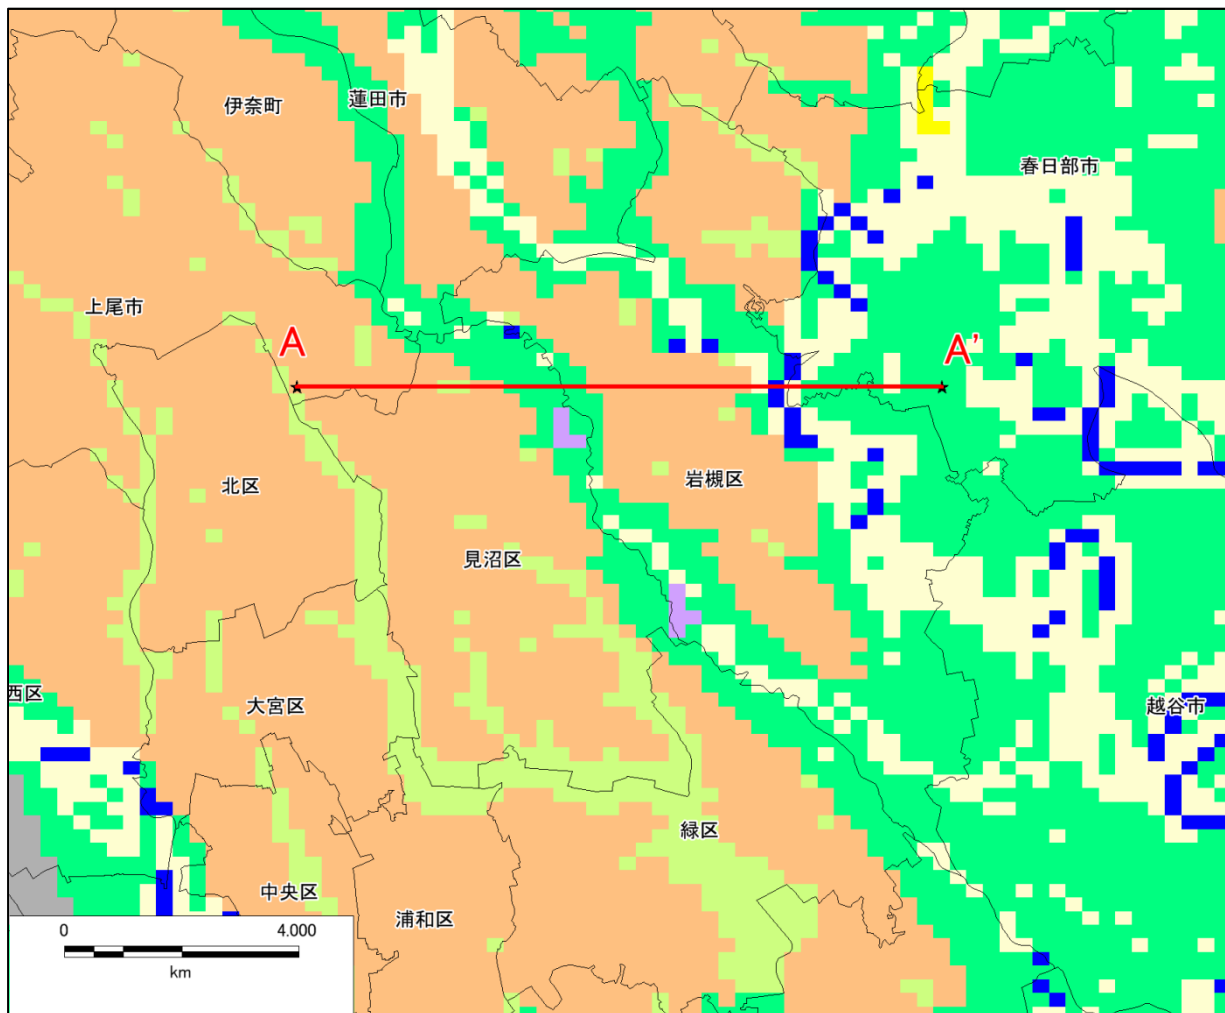 伊奈町
蓮田市
春日部市
上尾市
A
A’
北区
岩槻区
見沼区
西区
大宮区
越谷市
緑区
中央区
浦和区
0 4.000
km